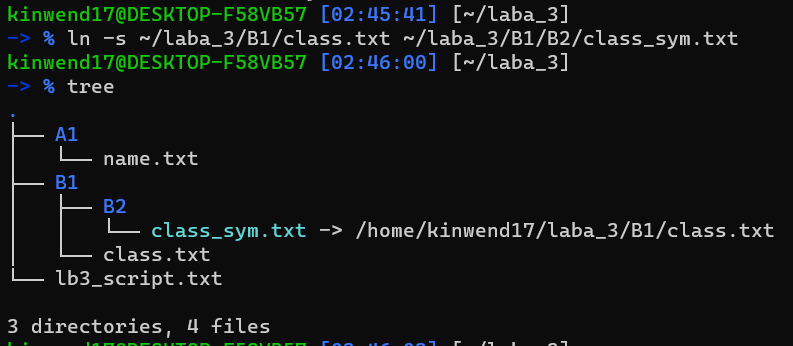 kinwend17@DESKTOP-F58VB57 [02:45:41] [~/laba_3]
-> % ln -s ~/laba_3/B1/class.txt ~/laba_3/B1/B2/class_sym.txt
kinwend17@DESKTOP-F58VB57 [02:46:00] [~/laba_3]
-> % tree
.
├── A1
│   └── name.txt
├── B1
│   ├── B2
│   │   └── class_sym.txt -> /home/kinwend17/laba_3/B1/class.txt
│   └── class.txt
└── lb3_script.txt
3 directories, 4 files